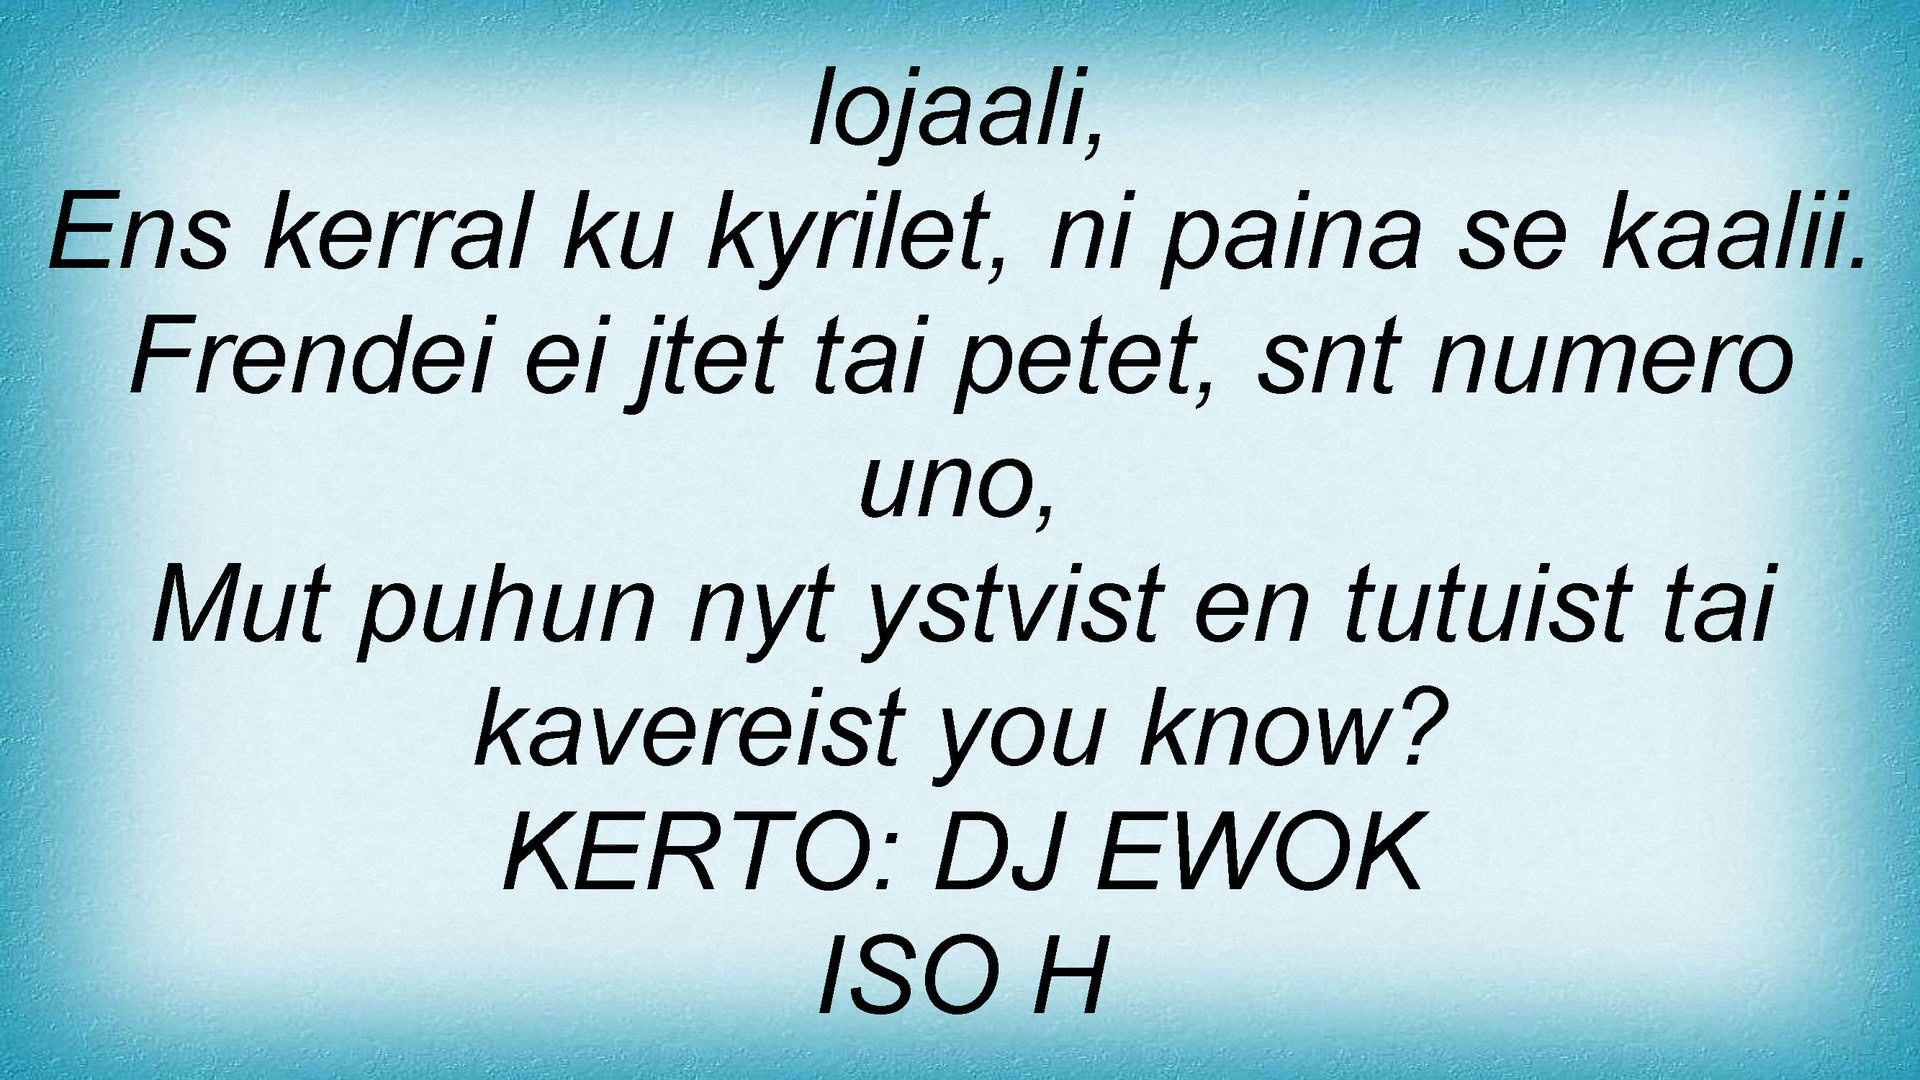 lojaali,
Ens kerral ku kyrilet, ni paina se kaalii.
Frendei ei jtet tai petet, snt numero
uno,
Mut puhun nyt ystvist en tutuist tai
kavereist you know?
KERTO: DJ EWOK
ISO H